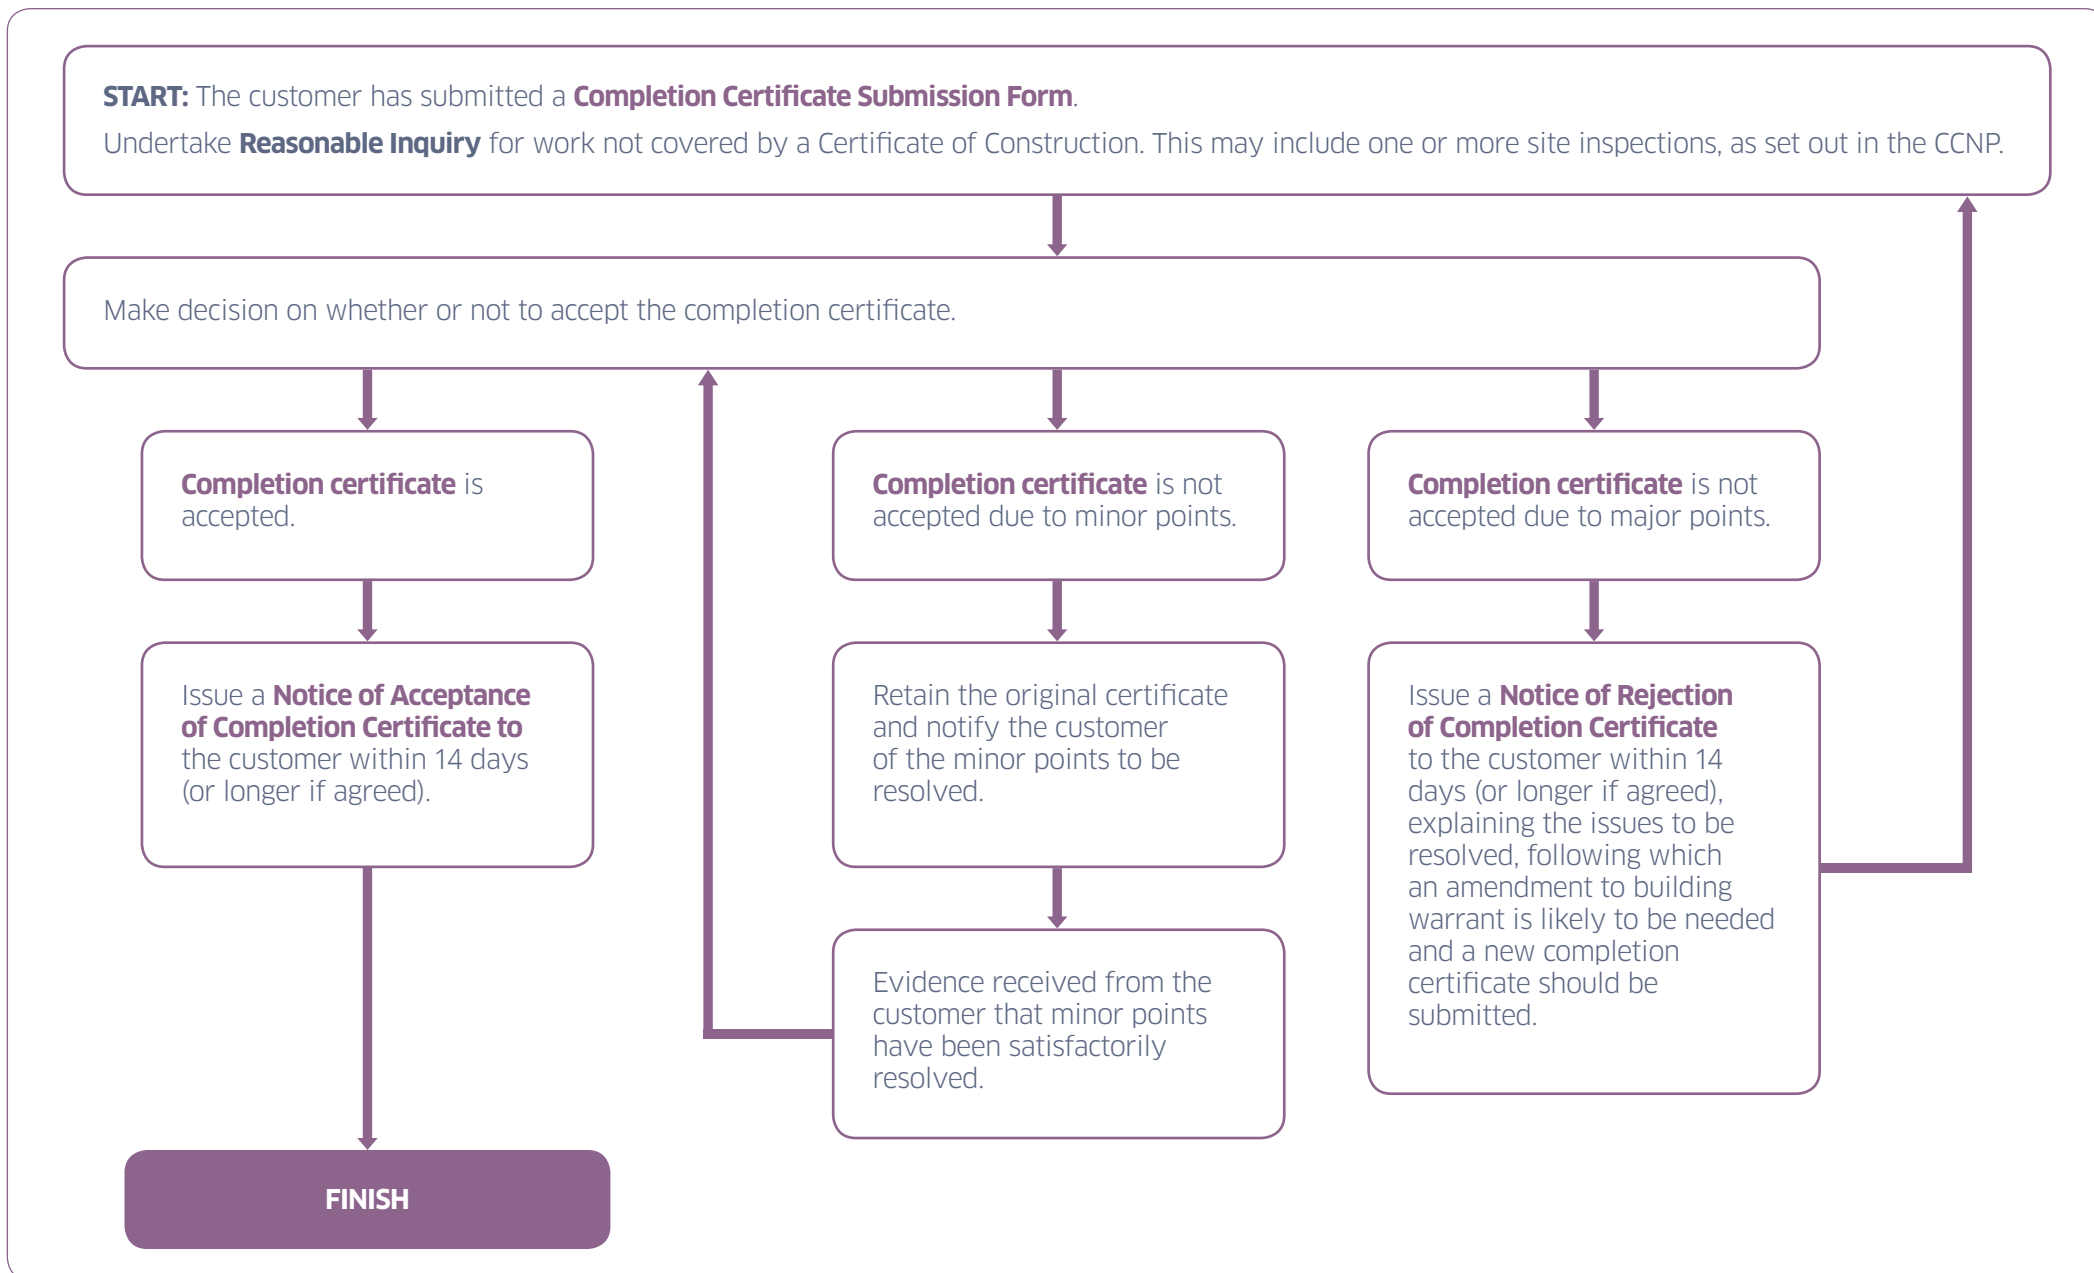 START: The customer has submitted a Completion Certificate Submission Form.
Undertake Reasonable Inquiry for work not covered by a Certificate of Construction. This may include one or more site inspections, as set out in the CCNP.
Make decision on whether or not to accept the completion certificate.
Completion certificate is
accepted.
Completion certificate is not
accepted due to minor points.
Completion certificate is not
accepted due to major points.
Issue a Notice of Acceptance
of Completion Certificate to
the customer within 14 days
(or longer if agreed).
Retain the original certificate
and notify the customer
of the minor points to be
resolved.
Issue a Notice of Rejection
of Completion Certificate
to the customer within 14
days (or longer if agreed),
explaining the issues to be
resolved, following which
an amendment to building
warrant is likely to be needed
and a new completion
certificate should be
submitted.
Evidence received from the
customer that minor points
have been satisfactorily
resolved.
FINISH